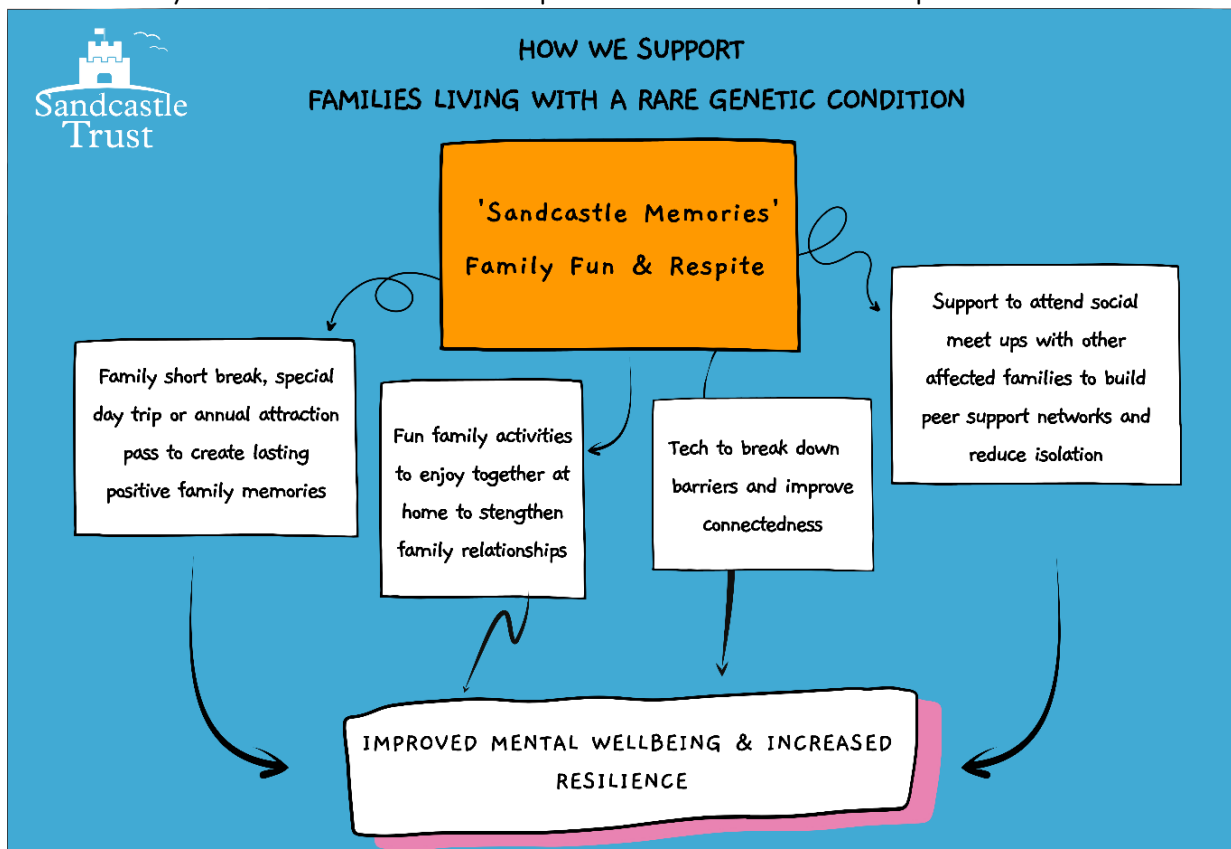 Sandcastle
Trust
HOW WE SUPPORT
FAMILIES LIVING WITH A RARE GENETIC CONDITION
'Sandcastle Memories'
Family Fun & Respite
Family short break, special
day trip or annual attraction
pass to create lasting
positive family memories
Fun family activities
to enjoy together at
home to stengthen
family relationships
Tech to break down
barriers and improve
connectedness
Support to attend social
meet ups with other
affected families to build
peer support networks and
reduce isolation
IMPROVED MENTAL WELLBEING & INCREASED
RESILIENCE